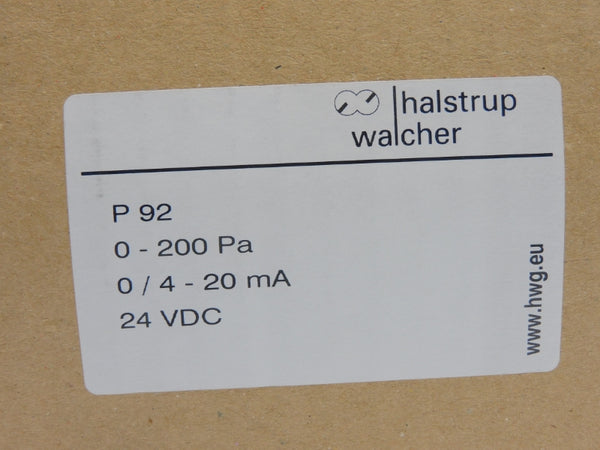 halstrup
walcher
P 92
0 - 200 Pa
0 / 4 - 20 mA
24 VDC
www.hwg.eu